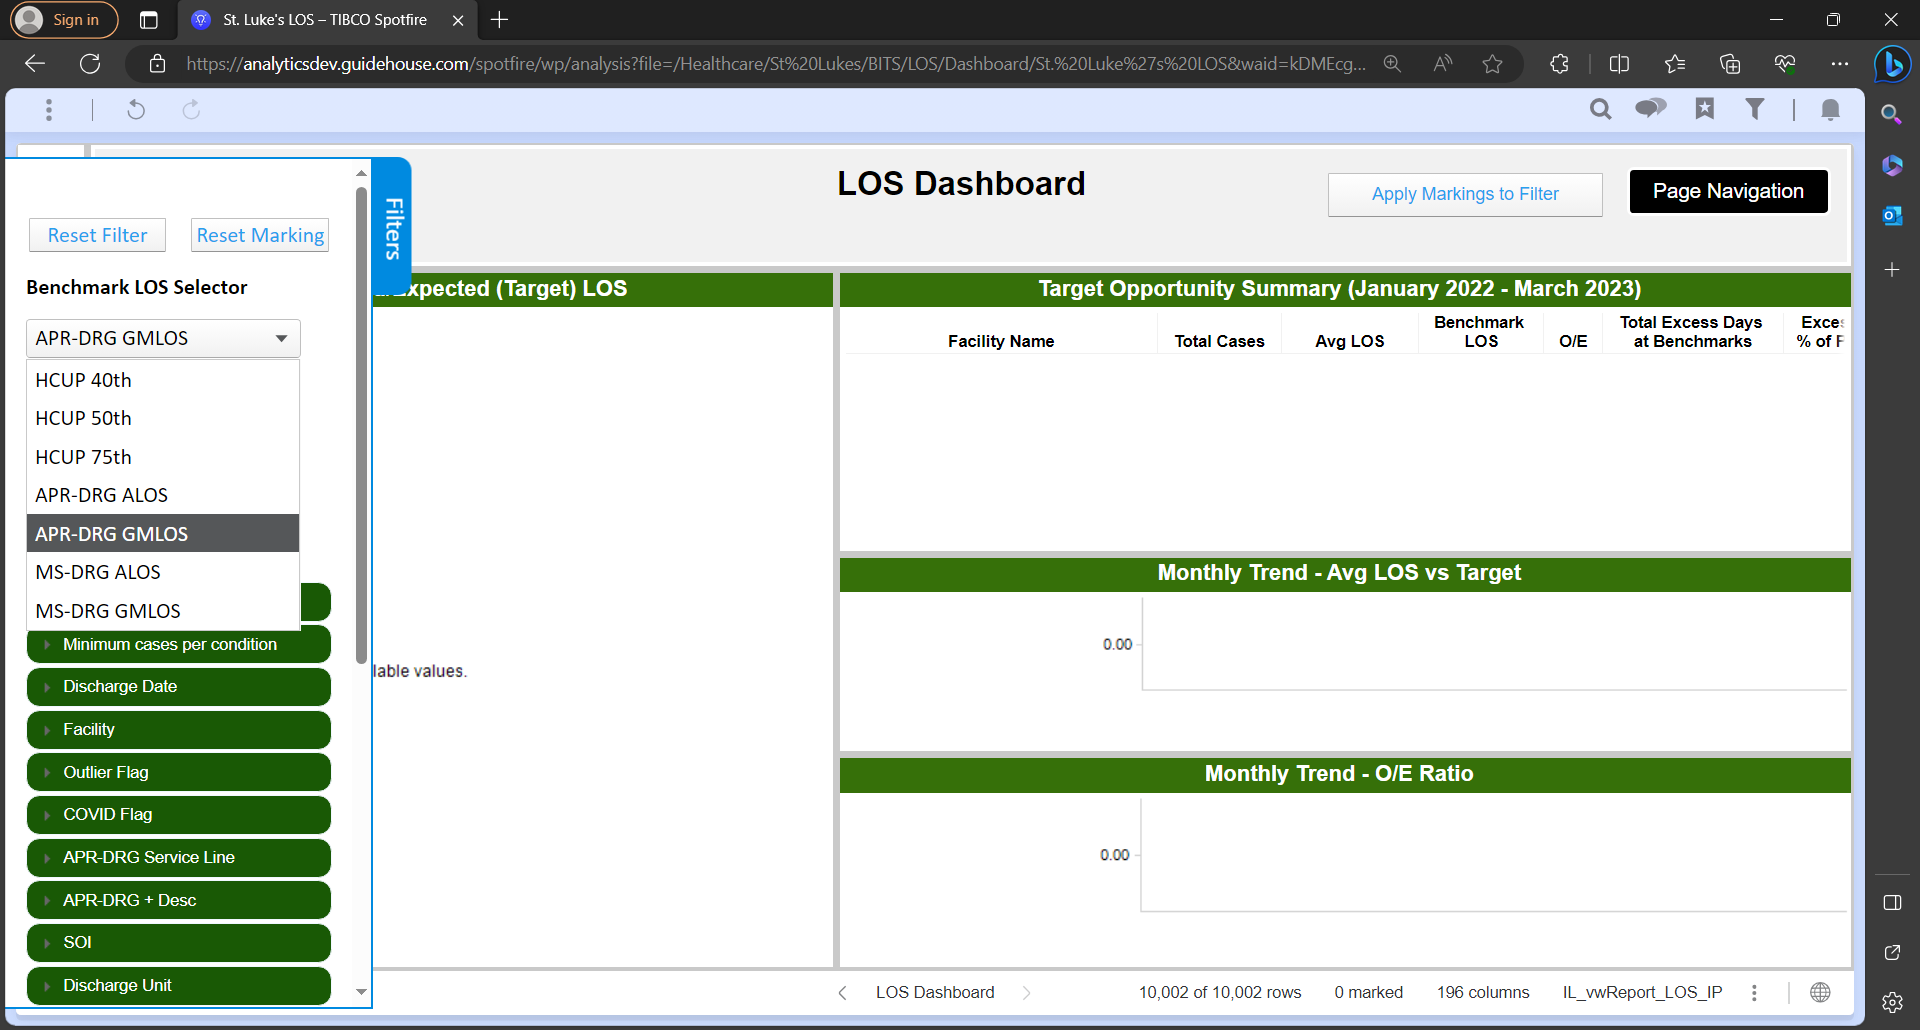 Sign in
St. Luke's LOS – TIBCO Spotfire
https://analyticsdev.guidehouse.com/spotfire/wp/analysis?file=/Healthcare/St%20Lukes/BITS/LOS/Dashboard/St.%20Luke%27s%20LOS&waid=kDMEcg...
LOS Dashboard
Apply Markings to Filter
Page Navigation
Filters
Reset Filter
Reset Marking
Benchmark LOS Selector
APR-DRG GMLOS
HCUP 40th
HCUP 50th
HCUP 75th
APR-DRG ALOS
APR-DRG GMLOS
MS-DRG ALOS
MS-DRG GMLOS
Minimum cases per condition
Discharge Date
Facility
Outlier Flag
COVID Flag
APR-DRG Service Line
APR-DRG + Desc
SOI
Discharge Unit
Expected (Target) LOS
lable values.
Target Opportunity Summary (January 2022 - March 2023)
Facility Name
Total Cases
Avg LOS
Benchmark
LOS
O/E
Total Excess Days
at Benchmarks
Exces
% of P
Monthly Trend - Avg LOS vs Target
0.00
Monthly Trend - O/E Ratio
0.00
LOS Dashboard
10,002 of 10,002 rows
0 marked
196 columns
IL_vwReport_LOS_IP